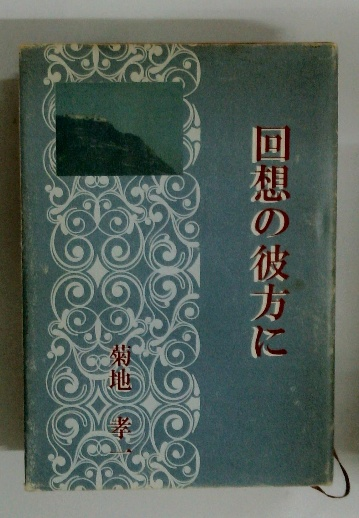 回想の彼方に
菊地 孝一